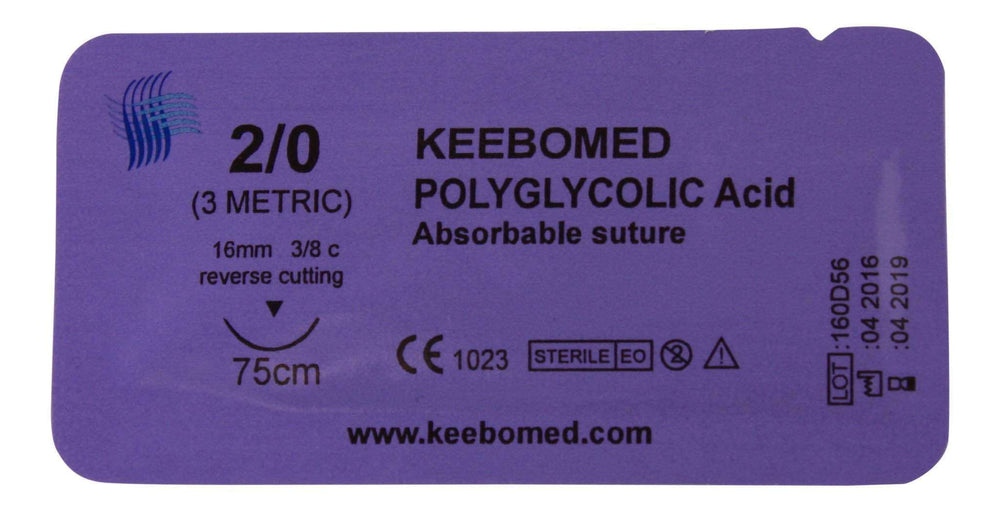 2/0
(3 METRIC)
16mm 3/8 c
reverse cutting
75cm
KEEBOMED
POLYGLYCOLIC Acid
Absorbable suture
CE 1023 STERILE EO 2
www.keebomed.com
LOT :160D56
:04 2016
:04 2019